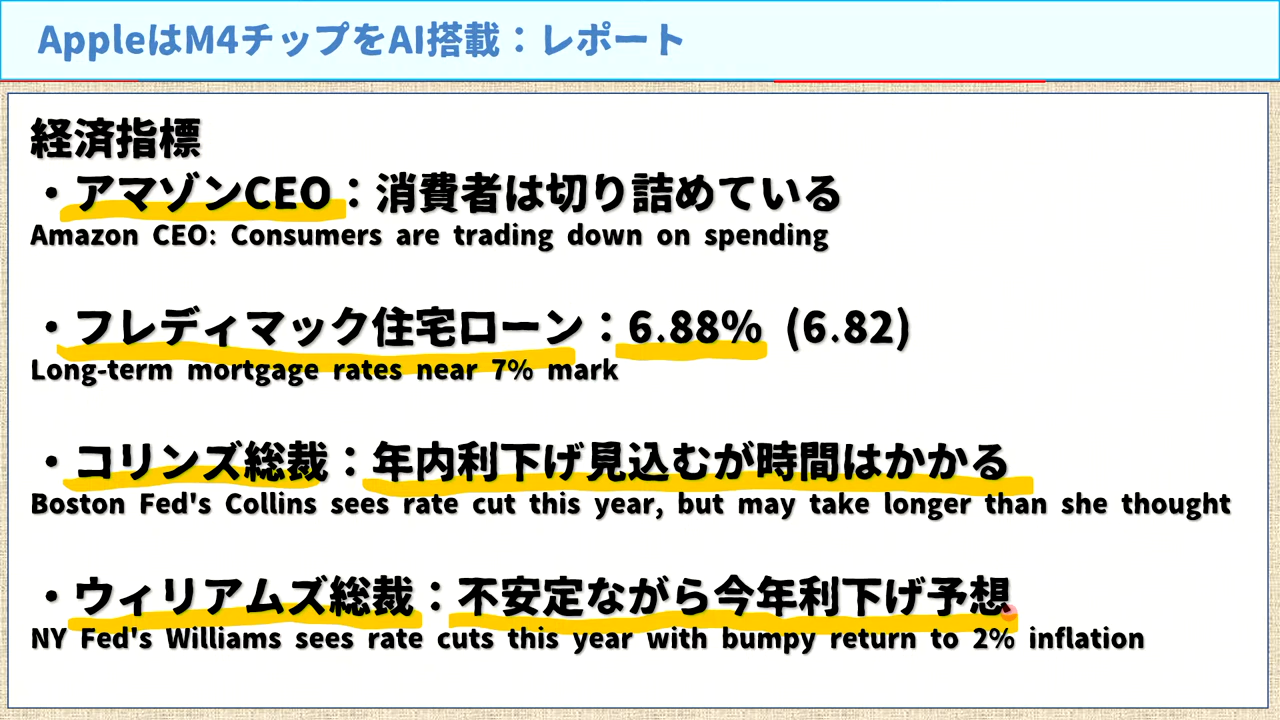 AppleはM4チップをAI搭載：レポート
経済指標
・アマゾンCEO：消費者は切り詰めている
Amazon CEO: Consumers are trading down on spending
・フレディマック住宅ローン：6.88% (6.82)
Long-term mortgage rates near 7% mark
・コリンズ総裁：年内利下げ見込むが時間はかかる
Boston Fed's Collins sees rate cut this year, but may take longer than she thought
・ウィリアムズ総裁：不安定ながら今年利下げ予想
NY Fed's Williams sees rate cuts this year with bumpy return to 2% inflation